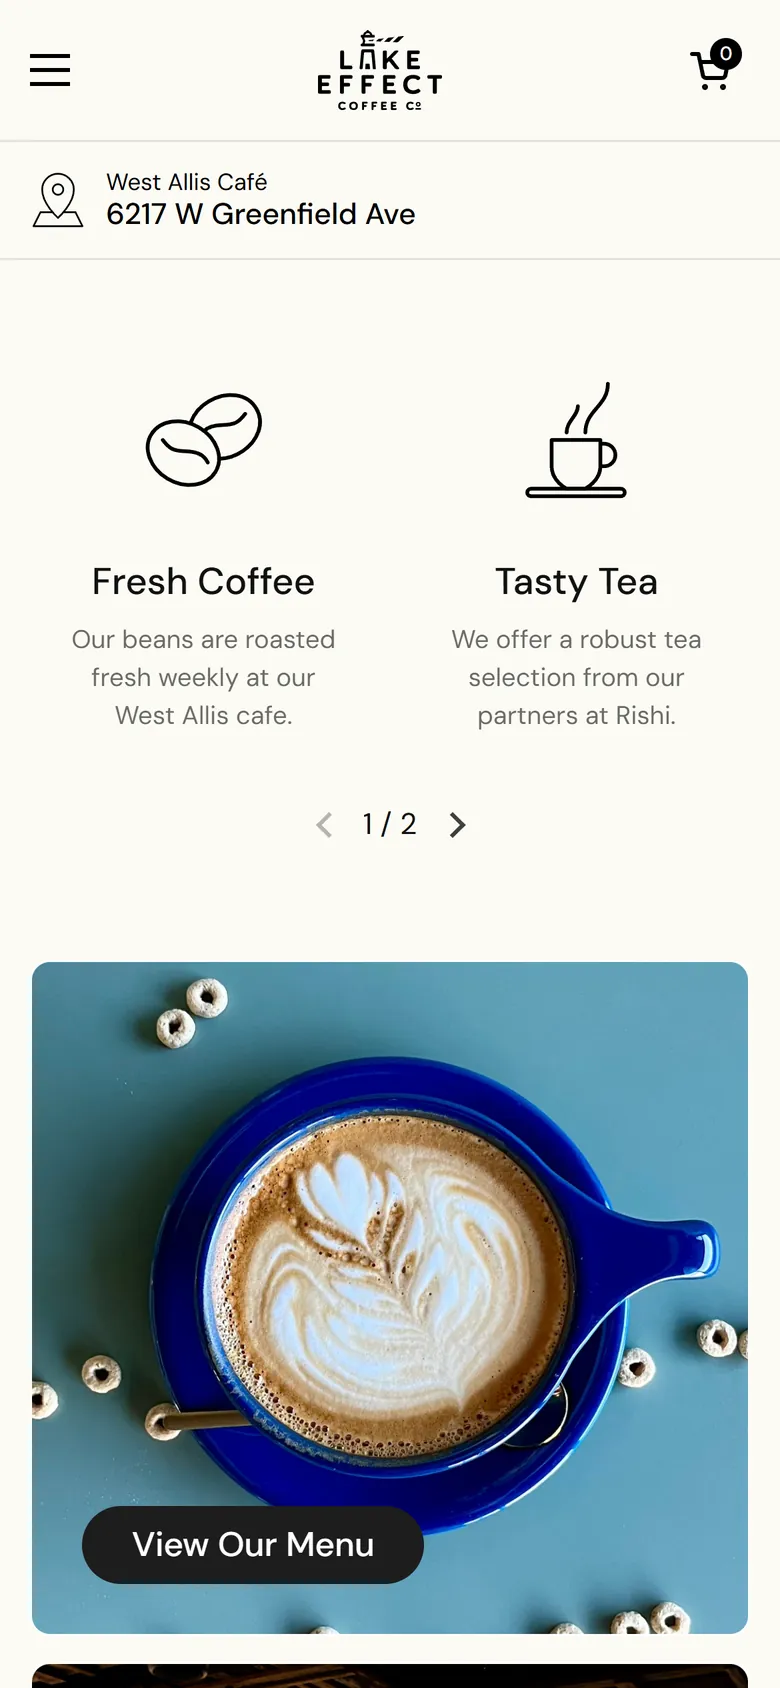 LAKE
EFFECT
COFFEE Cº
0
West Allis Café
6217 W Greenfield Ave
Fresh Coffee
Our beans are roasted
fresh weekly at our
West Allis cafe.
Tasty Tea
We offer a robust tea
selection from our
partners at Rishi.
1 / 2
View Our Menu